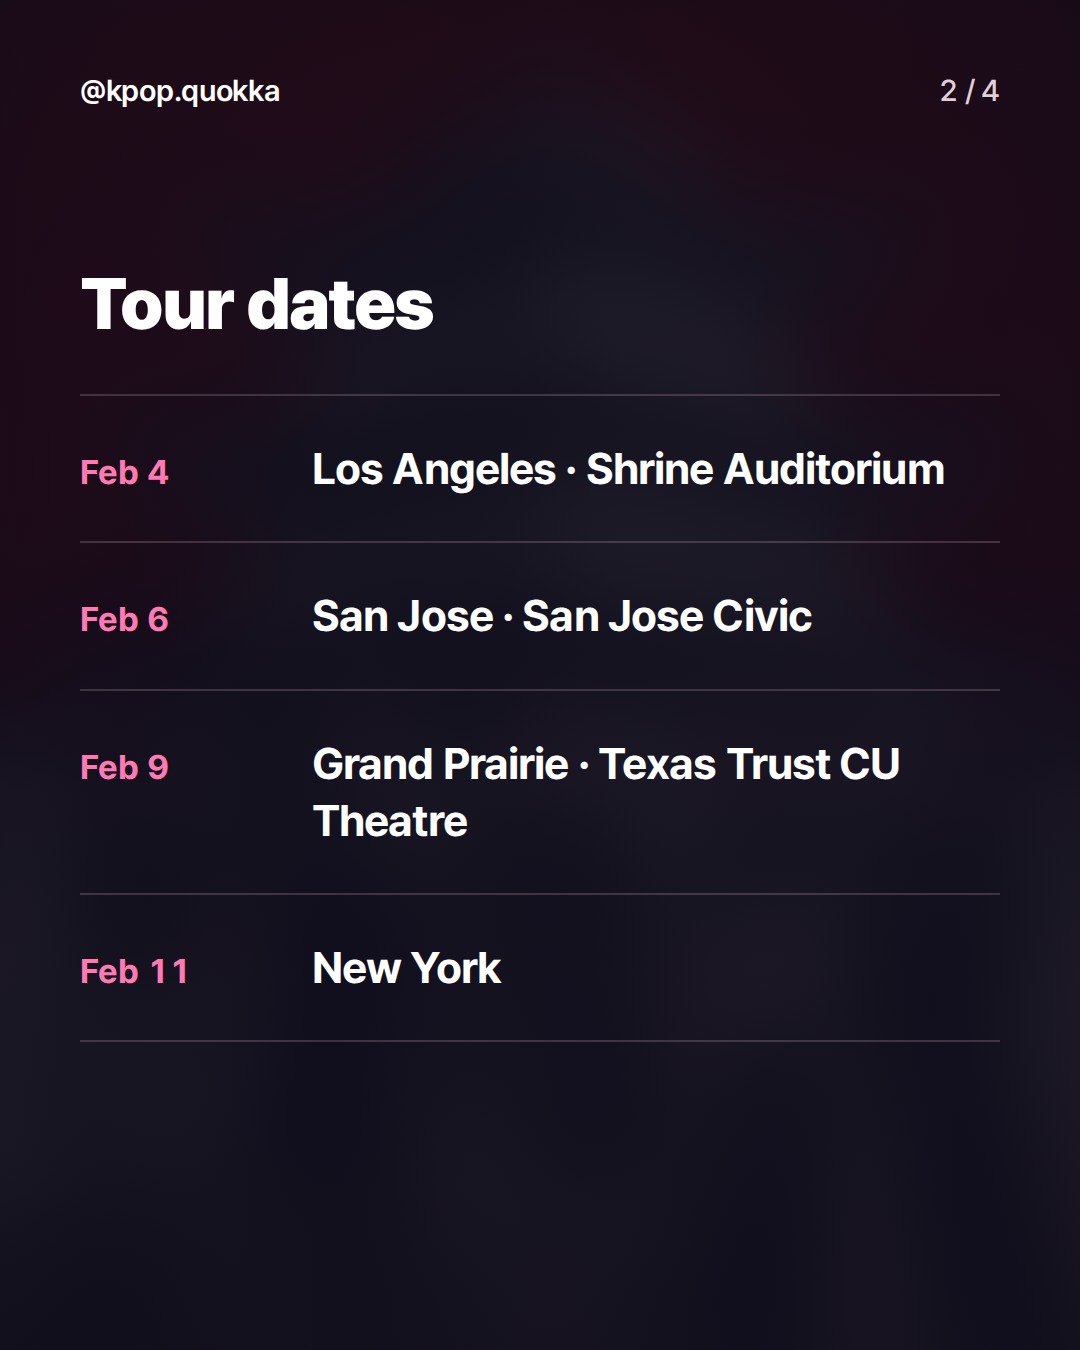 @kpop.quokka
2 / 4
Tour dates
Feb 4
Los Angeles · Shrine Auditorium
Feb 6
San Jose · San Jose Civic
Feb 9
Grand Prairie · Texas Trust CU
Theatre
Feb 11
New York